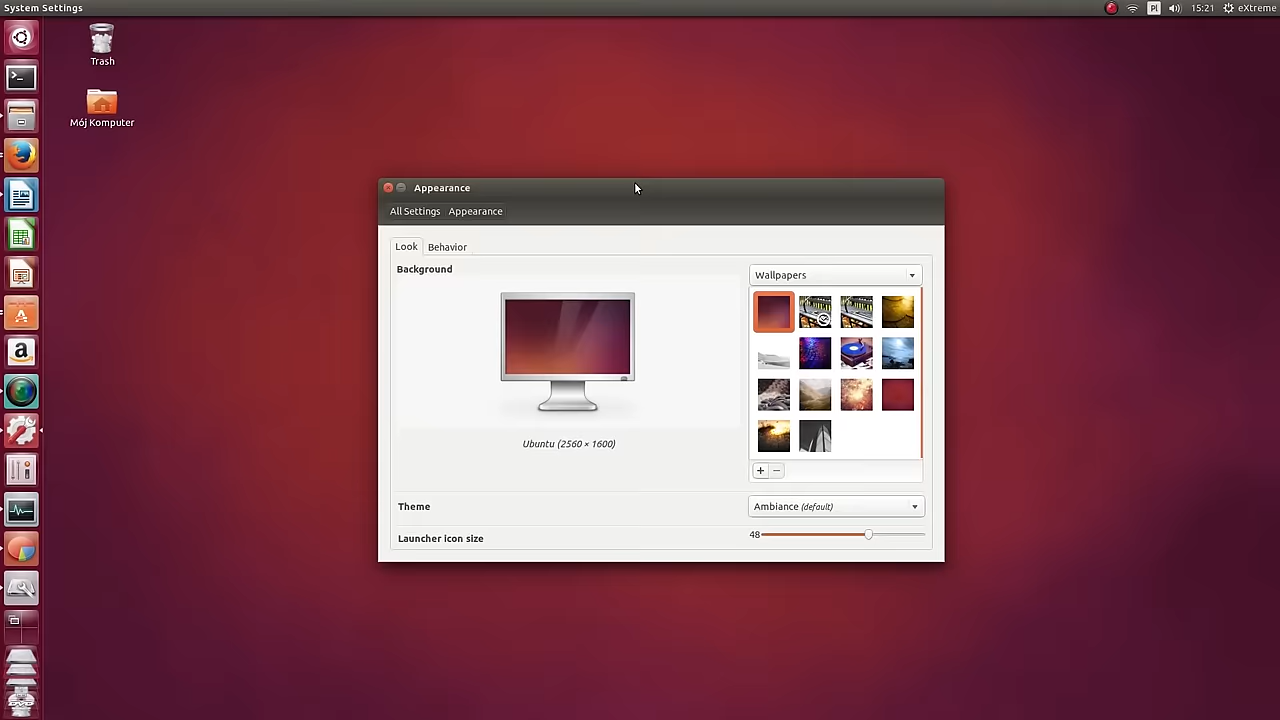 System Settings
Pl
15:21
eXtreme
Trash
Mój Komputer
Appearance
All Settings Appearance
Look Behavior
Background
Wallpapers
Ubuntu (2560 × 1600)
Theme
Ambiance (default)
Launcher icon size
48